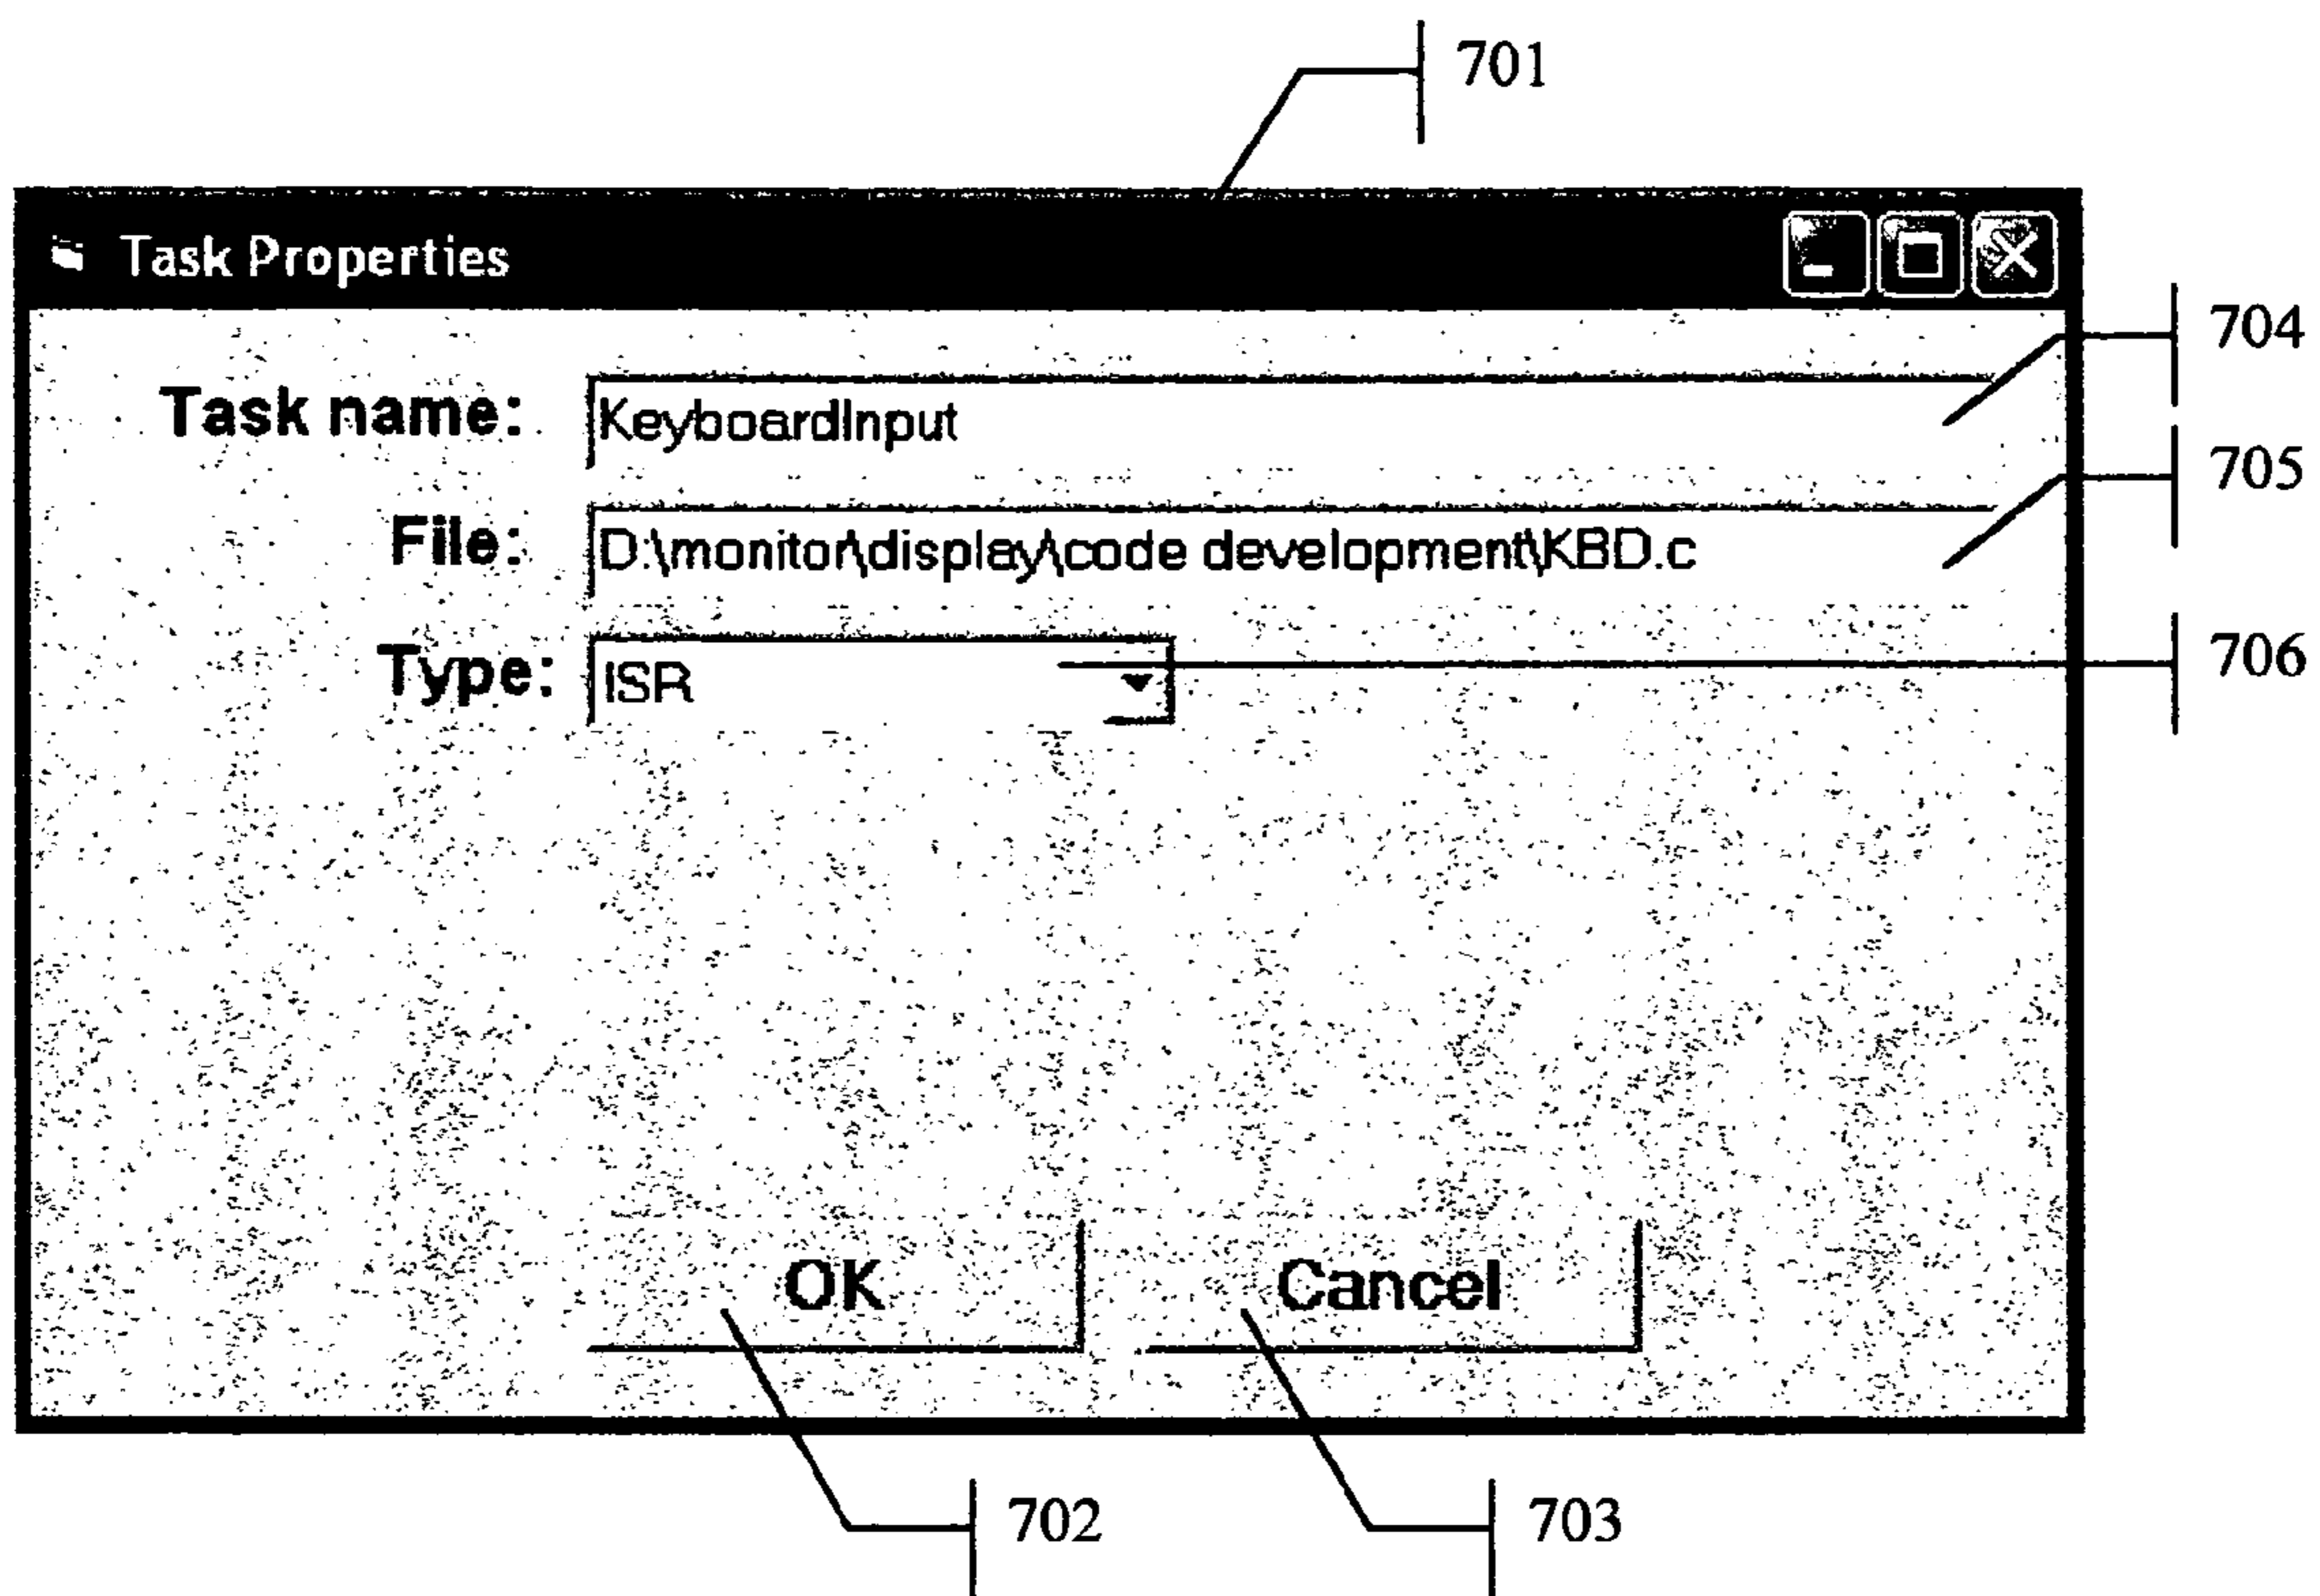 701
Task Properties
704
Task name: KeyboardInput
705
File: D:\monitor\display\code development\KBD.c
706
Type: ISR
OK Cancel
702 703